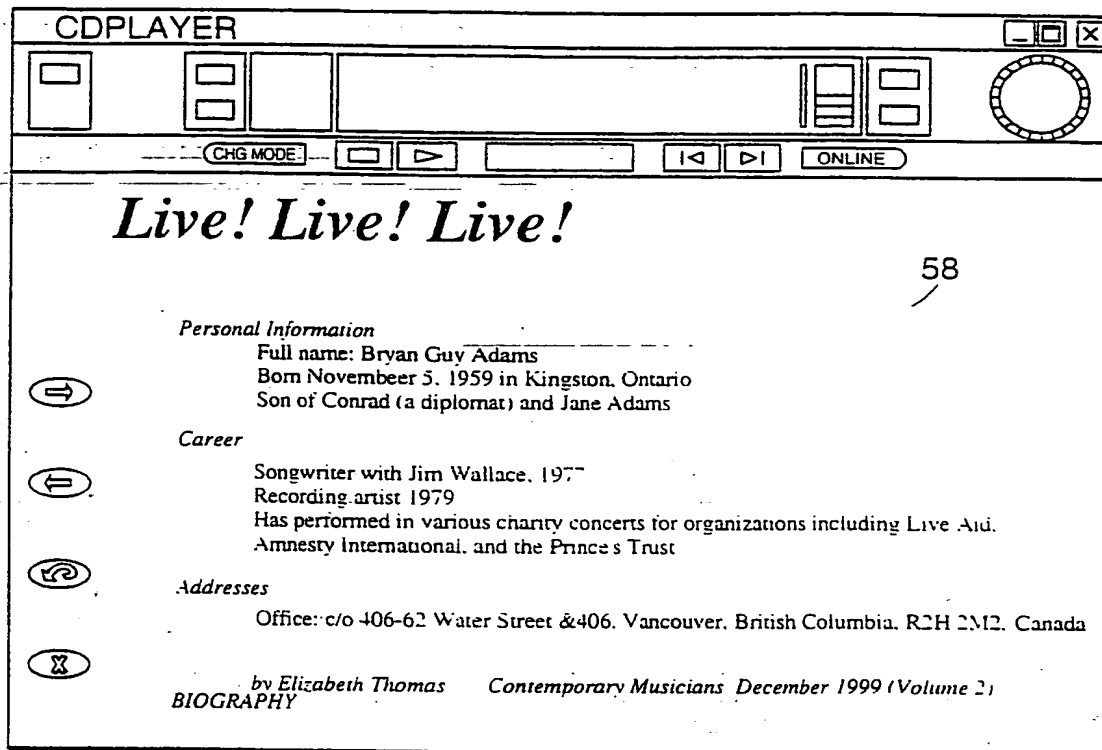 CDPLAYER
CHG MODE ONLINE
Live! Live! Live!
58
Personal Information
Full name: Bryan Guy Adams
Born Novembeer 5, 1959 in Kingston, Ontario
Son of Conrad (a diplomat) and Jane Adams
Career
Songwriter with Jim Wallace, 1977
Recording artist 1979
Has performed in various charity concerts for organizations including Live Aid,
Amnesty International, and the Prince's Trust
Addresses
Office: c/o 406-62 Water Street &406, Vancouver, British Columbia, R2H 2M2, Canada
X
by Elizabeth Thomas Contemporary Musicians December 1999 (Volume 2)
BIOGRAPHY